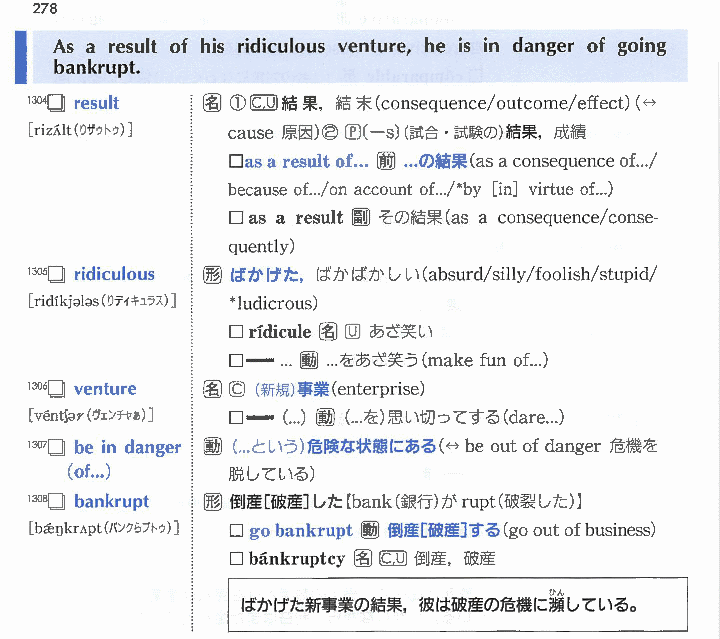 278
As a result of his ridiculous venture, he is in danger of going
bankrupt.
1304□ result
[rizʌ́lt(リザゥトゥ)]
名 ①C,U結果，結末(consequence/outcome/effect)(↔
cause 原因)② P(—s)(試合・試験の)結果，成績
□as a result of... 前 ...の結果(as a consequence of.../
because of.../on account of.../*by [in] virtue of...)
□ as a result 副 その結果(as a consequence/conse-
quently)
1305□ ridiculous
[ridíkjələs(リディキュラス)]
形 ばかげた，ばかばかしい(absurd/silly/foolish/stupid/
*ludicrous)
□ rídicule 名 U あざ笑い
□━ ... 動 ...をあざ笑う(make fun of...)
1306□ venture
[véntʃər(ヴェンチャぁ)]
名 C (新規)事業(enterprise)
□━ (...) 動 (...を)思い切ってする(dare...)
1307□ be in danger
(of...)
動 (...という)危険な状態にある(↔ be out of danger 危機を
脱している)
1308□ bankrupt
[bǽŋkrʌpt(バンクらプトゥ)]
形 倒産[破産]した【bank(銀行)が rupt(破裂した)】
□ go bankrupt 動 倒産[破産]する(go out of business)
□ bánkruptcy 名 C,U 倒産，破産
ばかげた新事業の結果，彼は破産の危機に瀕している。
ひん